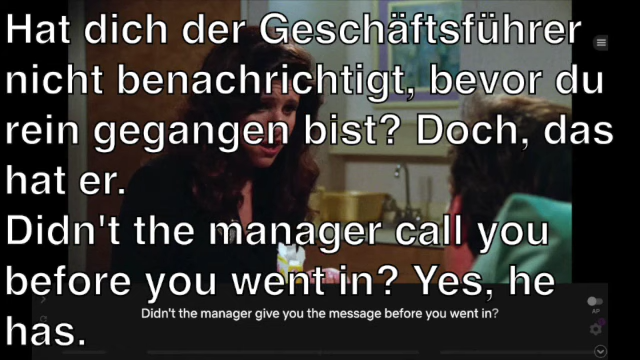 Hat dich der Geschäftsführer
nicht benachrichtigt, bevor du
rein gegangen bist? Doch, das
hat er.
Didn't the manager call you
before you went in? Yes, he
has.
Didn't the manager give you the message before you went in?
AP